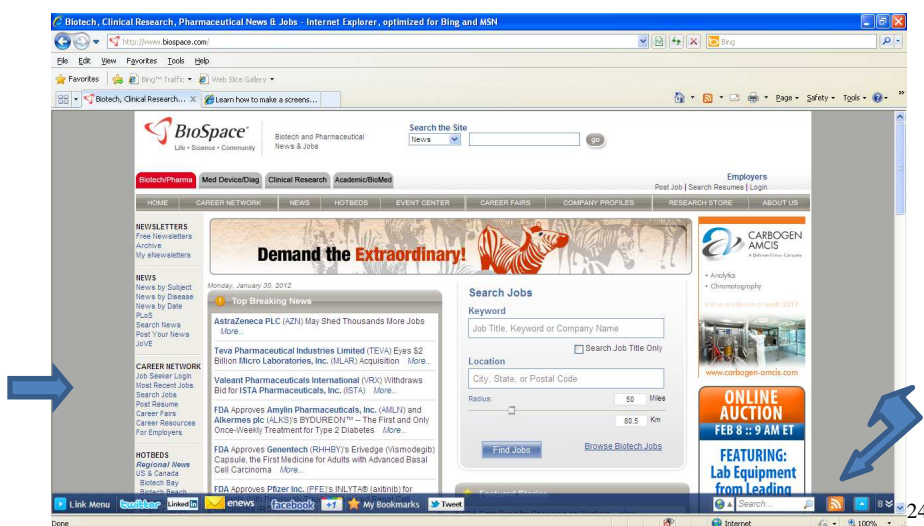 Biotech, Clinical Research, Pharmaceutical News & Jobs - Internet Explorer, optimized for Bing and MSN
http://www.biospace.com/
Bing
File Edit View Favorites Tools Help
Favorites Bing™ Traffic Web Slice Gallery
Biotech, Clinical Research... X Learn how to make a screens...
Page Safety Tools »
BioSpace
Life • Science • Community
Biotech and Pharmaceutical
News & Jobs
Search the Site
News go
Biotech/Pharma Med Device/Diag Clinical Research Academic/BioMed
Employers
Post Job | Search Resumes | Login
HOME CAREER NETWORK NEWS HOTBEDS EVENT CENTER CAREER FAIRS COMPANY PROFILES RESEARCH STORE ABOUT US
NEWSLETTERS
Free Newsletters
Archive
My eNewsletters
NEWS
News by Subject
News by Disease
News by Date
PLoS
Search News
Post Your News
JoVE
CAREER NETWORK
Job Seeker Login
Most Recent Jobs
Search Jobs
Post Resume
Career Fairs
Career Resources
For Employers
HOTBEDS
Regional News
US & Canada
Biotech Bay
Biotech Beach
Demand the Extraordinary!
Monday, January 30, 2012
Top Breaking News
AstraZeneca PLC (AZN) May Shed Thousands More Jobs
More...
Teva Pharmaceutical Industries Limited (TEVA) Eyes $2
Billion Micro Laboratories, Inc. (MLAR) Acquisition More...
Valeant Pharmaceuticals International (VRX) Withdraws
Bid for ISTA Pharmaceuticals, Inc. (ISTA) More...
FDA Approves Amylin Pharmaceuticals, Inc. (AMLN) and
Alkermes plc (ALKS)'s BYDUREON™ -- The First and Only
Once-Weekly Treatment for Type 2 Diabetes More...
FDA Approves Genentech (RHHBY)'s Erivedge (Vismodegib)
Capsule, the First Medicine for Adults with Advanced Basal
Cell Carcinoma More...
FDA Approves Pfizer Inc. (PFE)'s INLYTA® (axitinib) for
Search Jobs
Keyword
Job Title, Keyword or Company Name
Search Job Title Only
Location
City, State, or Postal Code
Radius: 50 Miles
80.5 Km
Find Jobs Browse Biotech Jobs
Featured Stories
CARBOGEN
AMCIS
• Analytics
• Chromatography
www.carbogen-amcis.com
ONLINE
AUCTION
FEB 8 :: 9 AM ET
FEATURING:
Lab Equipment
from Leading
Link Menu twitter LinkedIn enews facebook +1 My Bookmarks Tweet Search...
Done Internet 100%